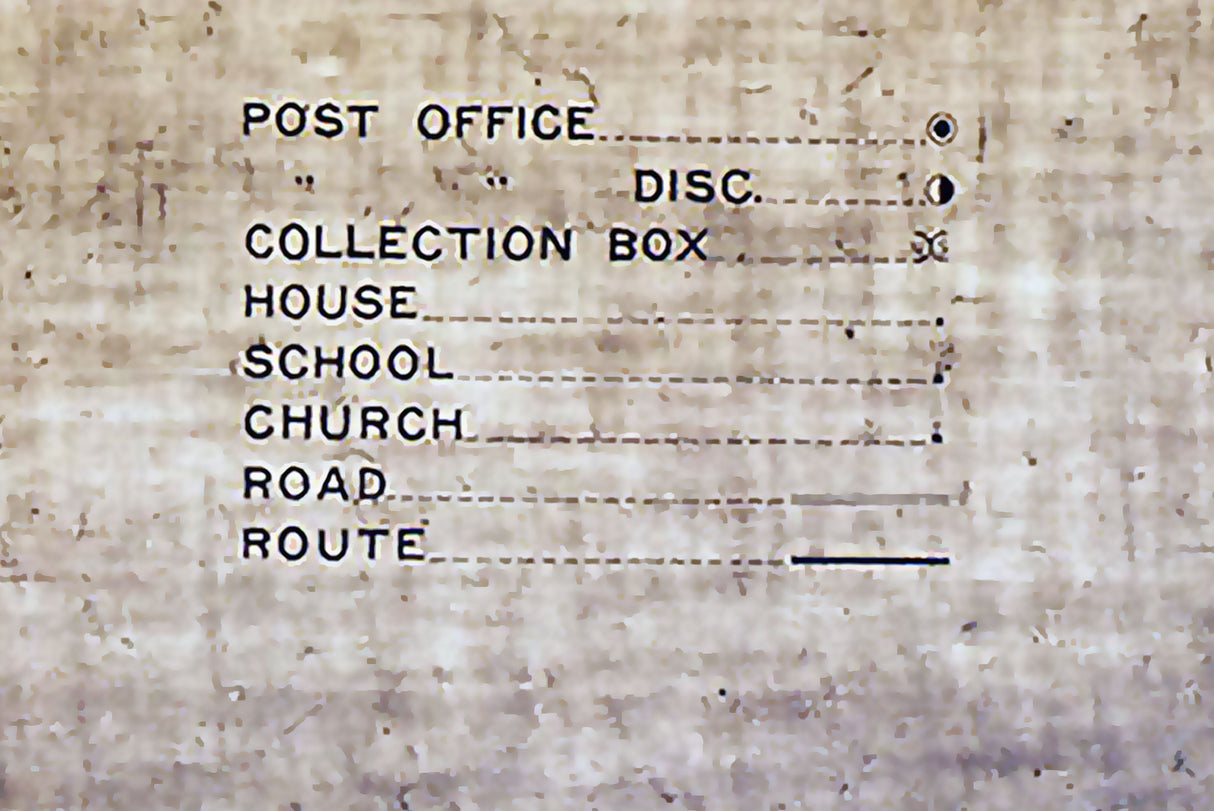 POST OFFICE
" " DISC.
COLLECTION BOX
HOUSE
SCHOOL
CHURCH
ROAD
ROUTE